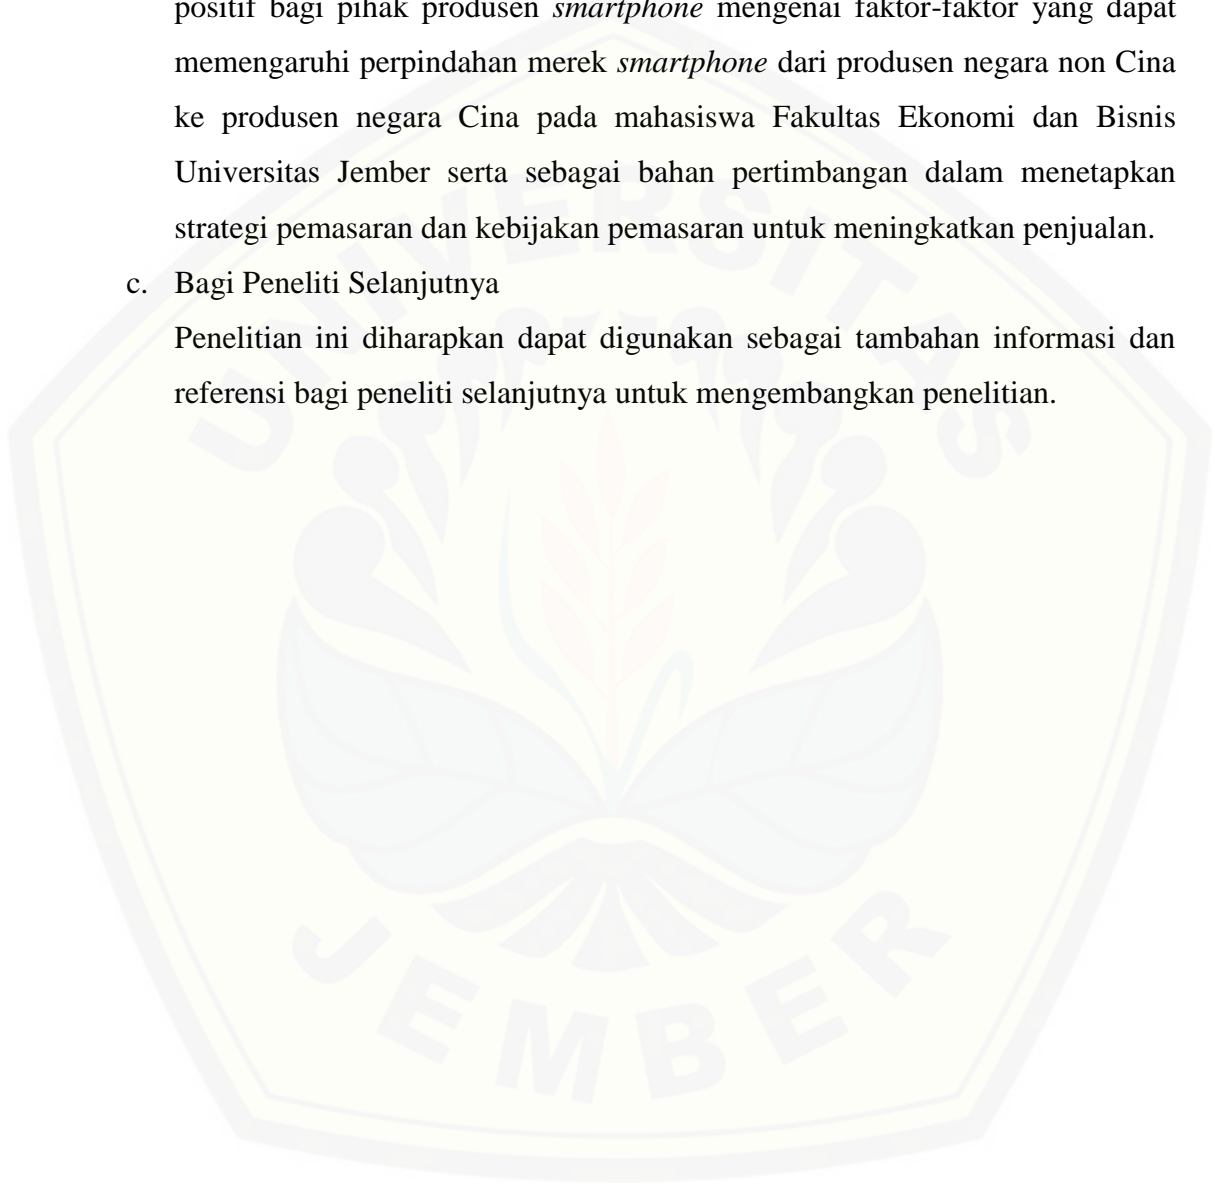 positif bagi pihak produsen smartphone mengenai faktor-faktor yang dapat
memengaruhi perpindahan merek smartphone dari produsen negara non Cina
ke produsen negara Cina pada mahasiswa Fakultas Ekonomi dan Bisnis
Universitas Jember serta sebagai bahan pertimbangan dalam menetapkan
strategi pemasaran dan kebijakan pemasaran untuk meningkatkan penjualan.
c. Bagi Peneliti Selanjutnya
Penelitian ini diharapkan dapat digunakan sebagai tambahan informasi dan
referensi bagi peneliti selanjutnya untuk mengembangkan penelitian.
UNIVERSITAS
JEMBER